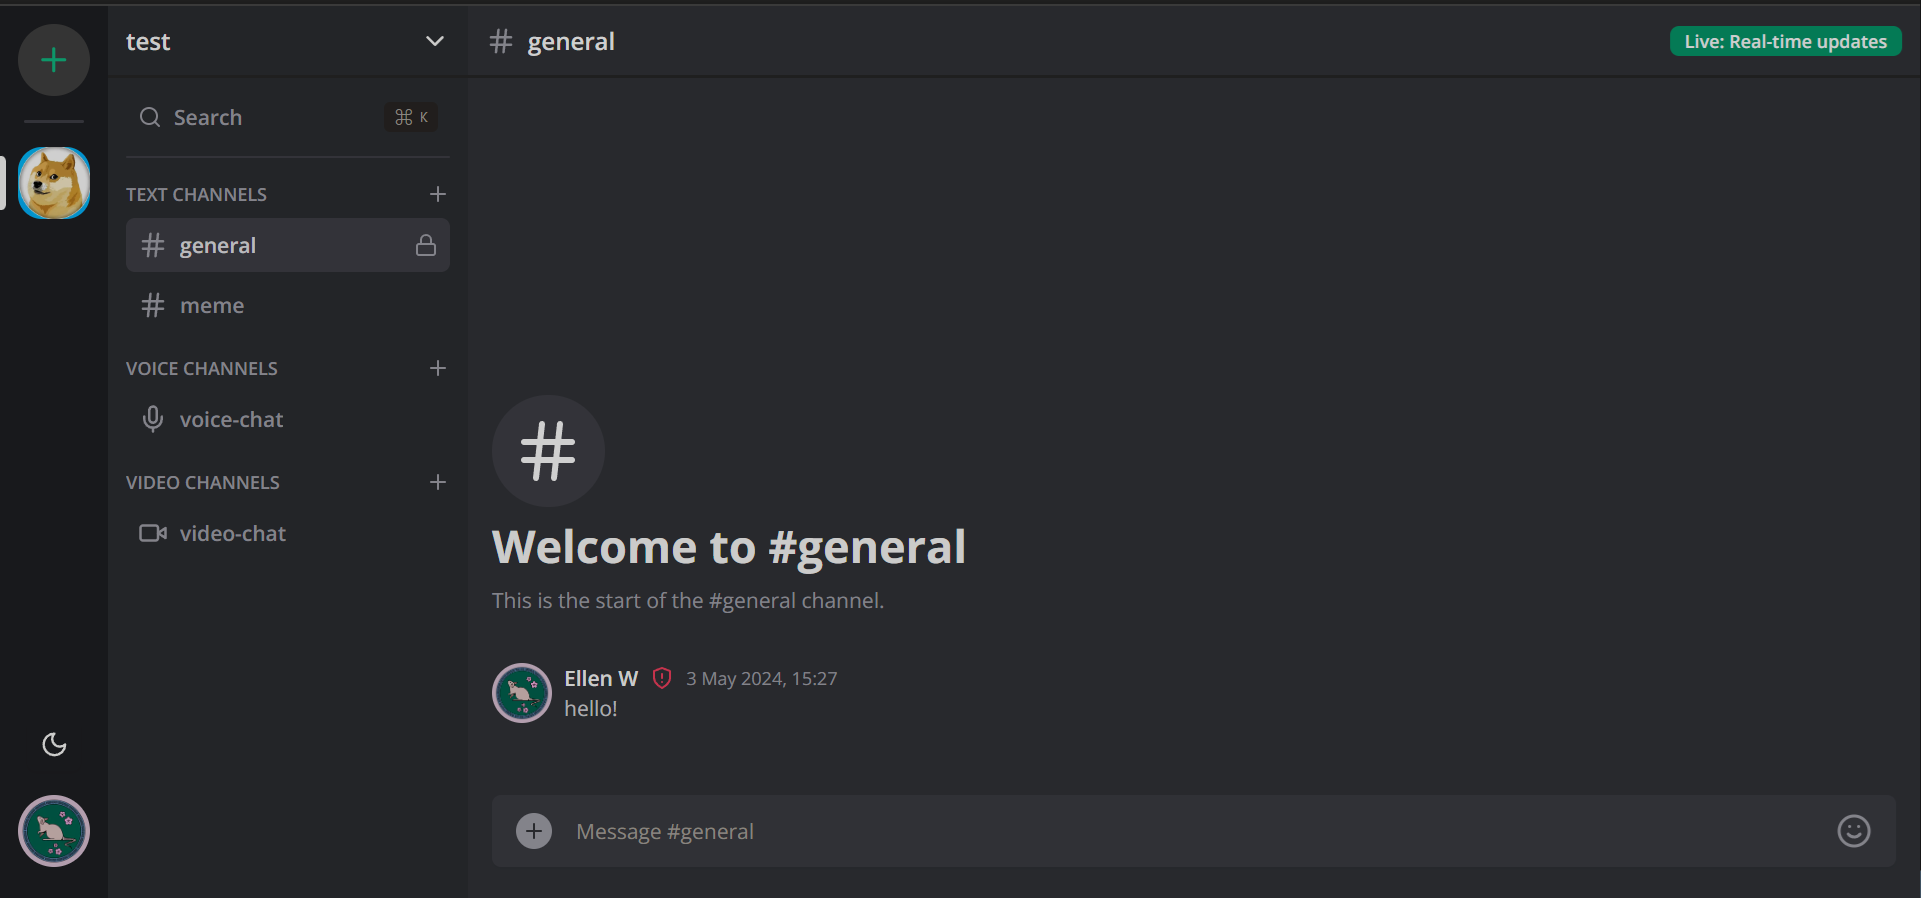 test
# general
Live: Real-time updates
Search
⌘ K
TEXT CHANNELS
# general
# meme
VOICE CHANNELS
voice-chat
VIDEO CHANNELS
video-chat
#
Welcome to #general
This is the start of the #general channel.
Ellen W
3 May 2024, 15:27
hello!
Message #general